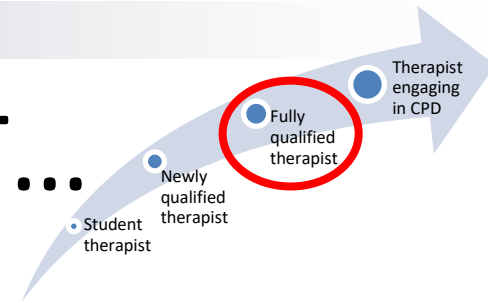 Therapist
engaging
in CPD
Fully
qualified
therapist
Newly
qualified
therapist
...
Student
therapist